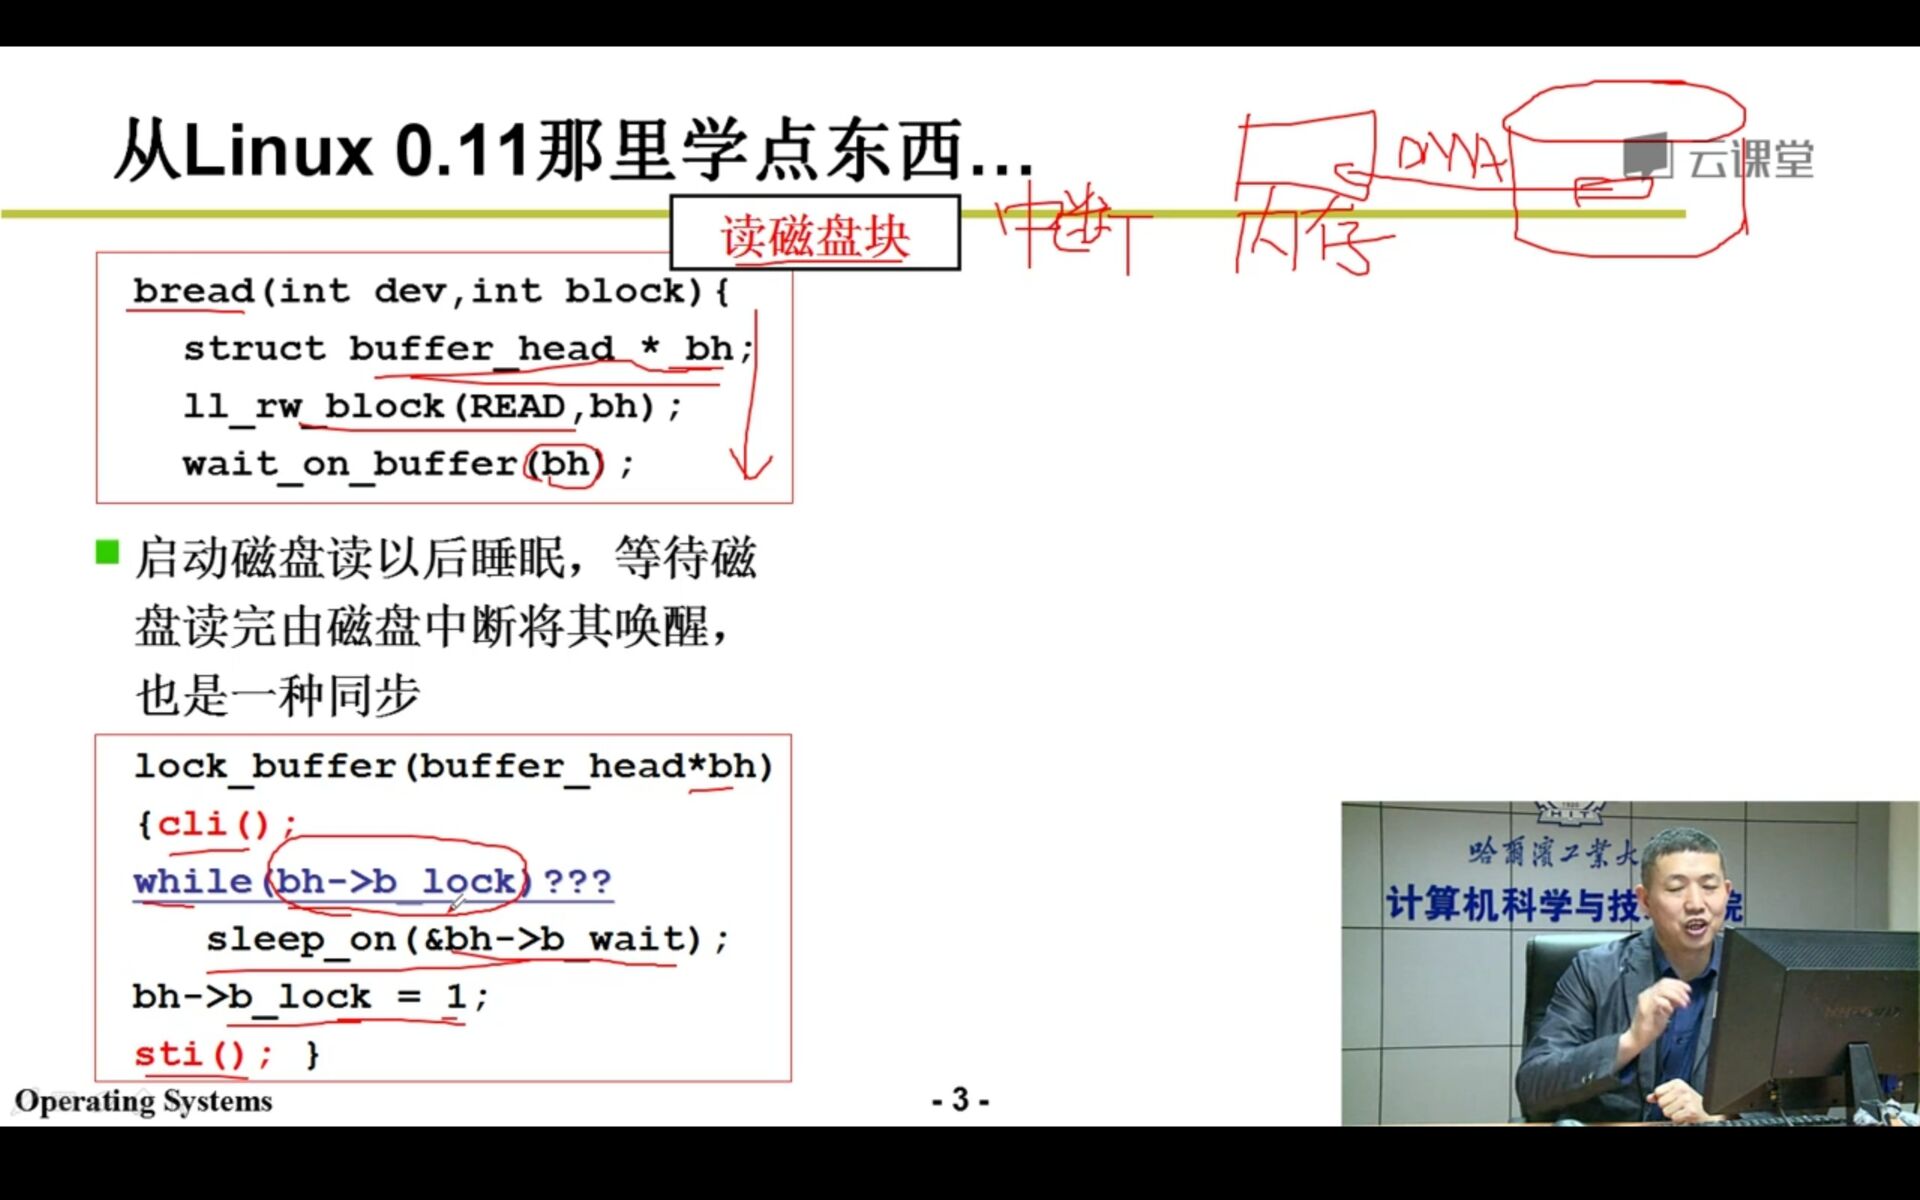 从Linux 0.11那里学点东西…
DMA
云课堂
读磁盘块
中断
内存
bread(int dev,int block){
struct buffer_head * bh;
ll_rw_block(READ,bh);
wait_on_buffer(bh);
启动磁盘读以后睡眠，等待磁
盘读完由磁盘中断将其唤醒，
也是一种同步
lock_buffer(buffer_head*bh)
{cli();
while(bh->b_lock)???
sleep_on(&bh->b_wait);
bh->b_lock = 1;
sti(); }
HIT
哈爾濱工業大
计算机科学与技 院
Operating Systems
- 3 -